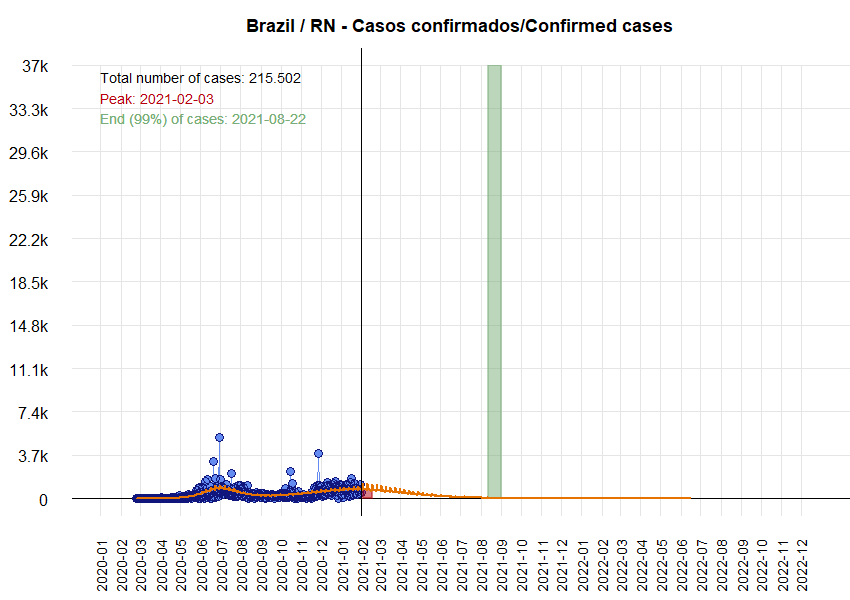 Brazil / RN - Casos confirmados/Confirmed cases
Total number of cases: 215.502
Peak: 2021-02-03
End (99%) of cases: 2021-08-22
37k
33.3k
29.6k
25.9k
22.2k
18.5k
14.8k
11.1k
7.4k
3.7k
0
2020-01
2020-02
2020-03
2020-04
2020-05
2020-06
2020-07
2020-08
2020-09
2020-10
2020-11
2020-12
2021-01
2021-02
2021-03
2021-04
2021-05
2021-06
2021-07
2021-08
2021-09
2021-10
2021-11
2021-12
2022-01
2022-02
2022-03
2022-04
2022-05
2022-06
2022-07
2022-08
2022-09
2022-10
2022-11
2022-12